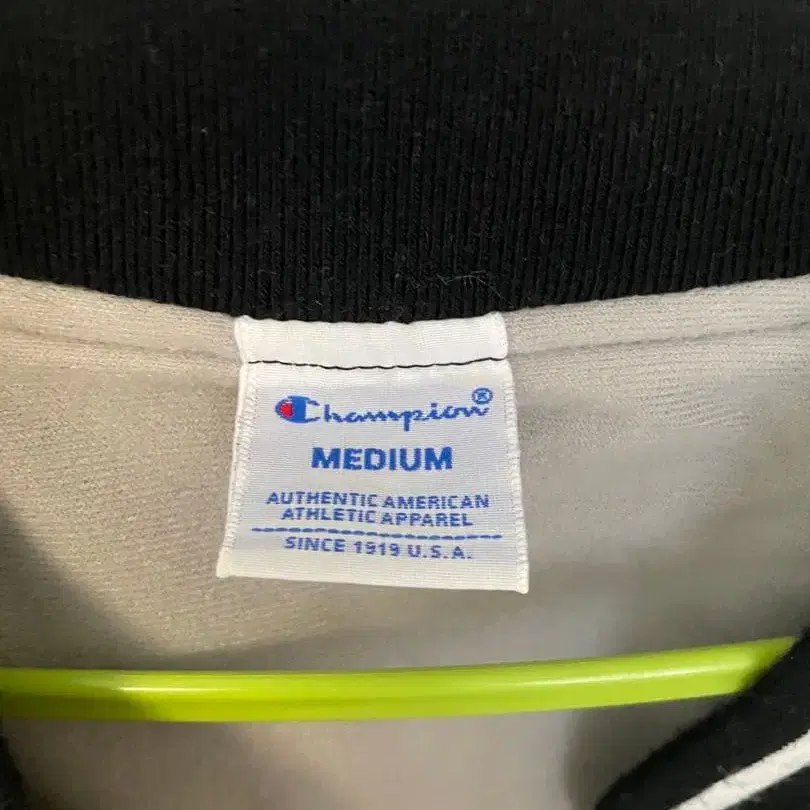 Champion®
MEDIUM
AUTHENTIC AMERICAN
ATHLETIC APPAREL
SINCE 1919 U.S.A.